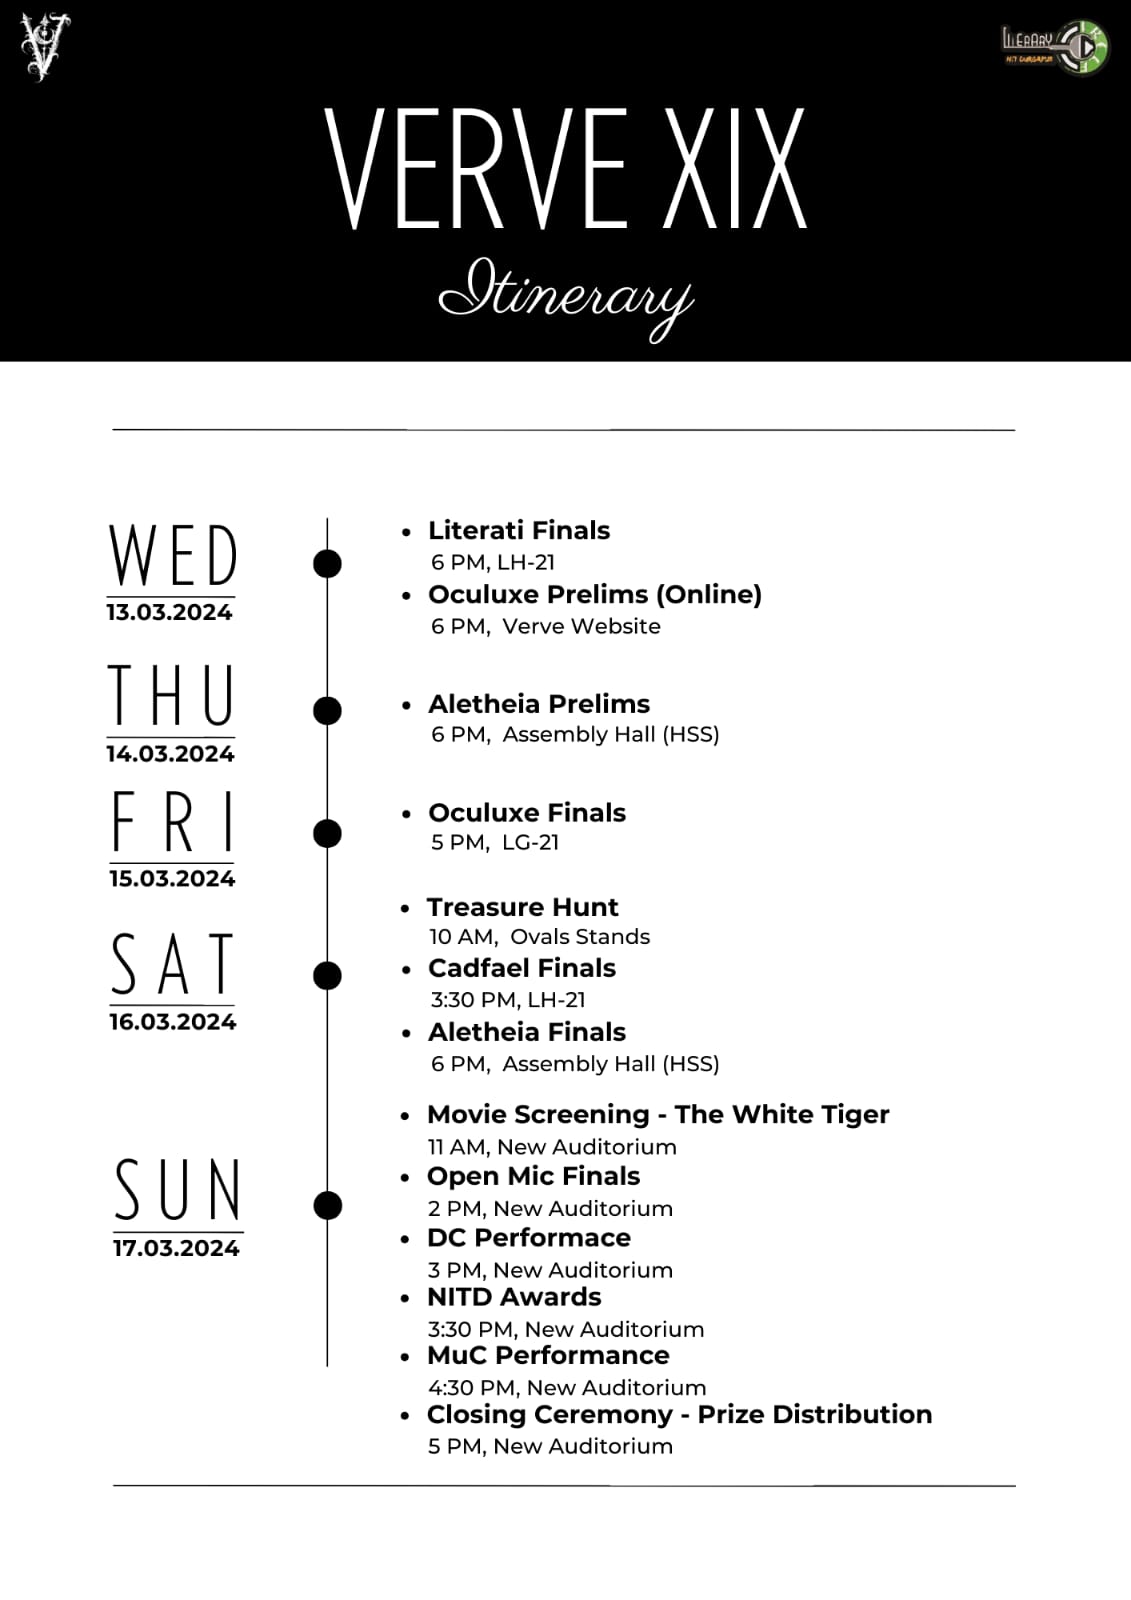 LITERARY
CIRCLE
NIT DURGAPUR
VERVE XIX
Itinerary
WED
13.03.2024
• Literati Finals
6 PM, LH-21
• Oculuxe Prelims (Online)
6 PM, Verve Website
THU
14.03.2024
• Aletheia Prelims
6 PM, Assembly Hall (HSS)
FRI
15.03.2024
• Oculuxe Finals
5 PM, LG-21
SAT
16.03.2024
• Treasure Hunt
10 AM, Ovals Stands
• Cadfael Finals
3:30 PM, LH-21
• Aletheia Finals
6 PM, Assembly Hall (HSS)
SUN
17.03.2024
• Movie Screening - The White Tiger
11 AM, New Auditorium
• Open Mic Finals
2 PM, New Auditorium
• DC Performace
3 PM, New Auditorium
• NITD Awards
3:30 PM, New Auditorium
• MuC Performance
4:30 PM, New Auditorium
• Closing Ceremony - Prize Distribution
5 PM, New Auditorium